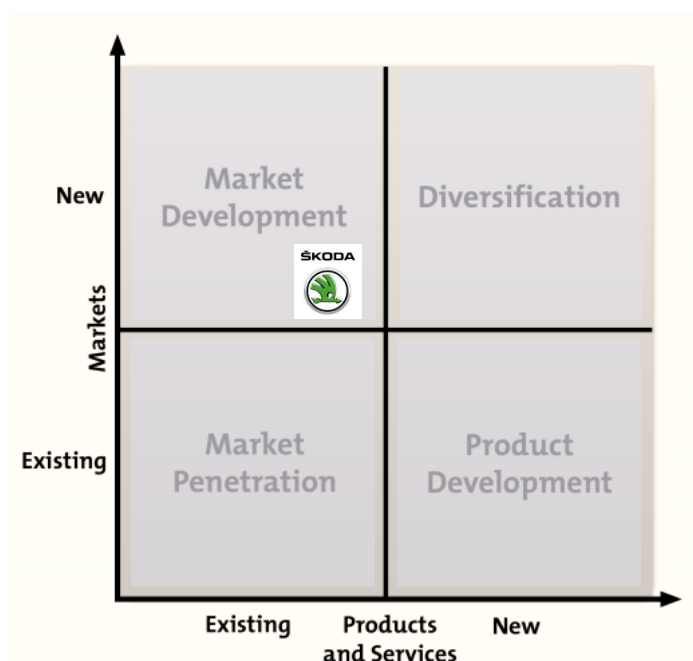 New
Market
Development
Diversification
ŠKODA
Markets
Existing
Market
Penetration
Product
Development
Existing
Products
and Services
New